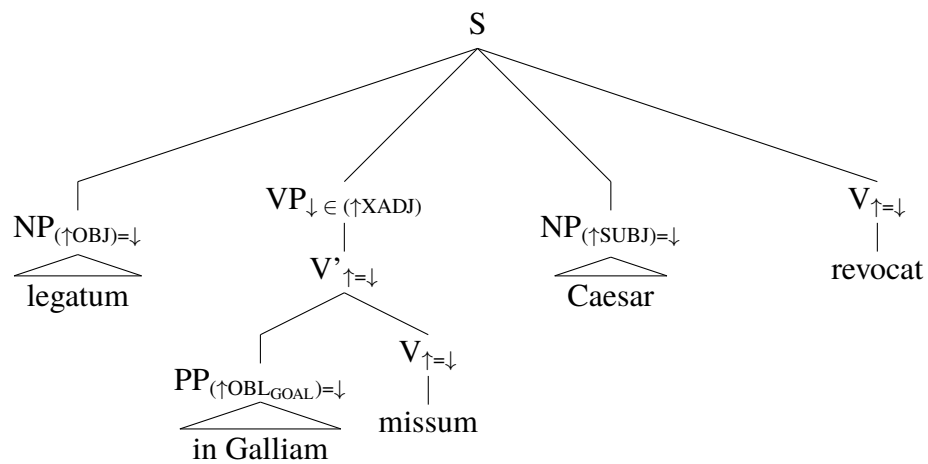 S
NP(↑OBJ)=↓ VP↓ ∈ (↑XADJ) NP(↑SUBJ)=↓ V↑=↓
legatum V’↑=↓ Caesar revocat
PP(↑OBLGOAL)=↓ V↑=↓
in Galliam missum